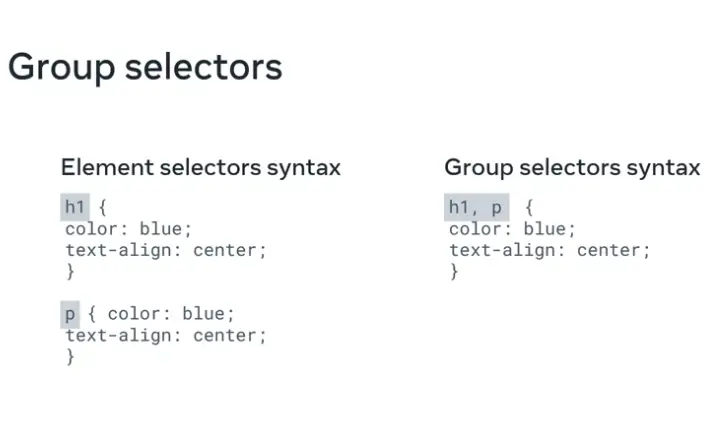 Group selectors
Element selectors syntax
h1 {
color: blue;
text-align: center;
}
p { color: blue;
text-align: center;
}
Group selectors syntax
h1, p {
color: blue;
text-align: center;
}